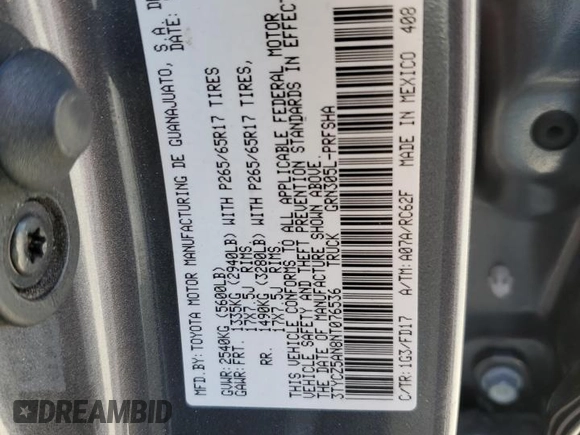 MFD.BY:TOYOTA MOTOR MANUFACTURING DE GUANAJUATO, S.A. DE
DATE:
GVWR: 2540KG (5600LB)
GAWR: FRT. 1335KG (2940LB) WITH P265/65R17 TIRES
17X7.5J RIMS,
RR. 1490KG (3280LB) WITH P265/65R17 TIRES,
17X7.5J RIMS.
THIS VEHICLE CONFORMS TO ALL APPLICABLE FEDERAL MOTOR
VEHICLE SAFETY AND THEFT PREVENTION STANDARDS IN EFFECT
THE DATE OF MANUFACTURE SHOWN ABOVE.
3TYCZ5AN8NT076536 TRUCK GRN305L-PRFSHA
C/TR:1G3/FD17 A/TM:A07A/RC62F MADE IN MEXICO 408
DREAMBID